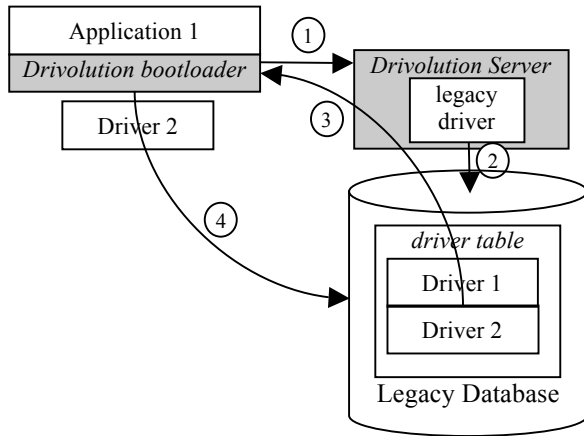 Application 1
Drivolution bootloader
Driver 2
1
Drivolution Server
legacy
driver
3
2
4
driver table
Driver 1
Driver 2
Legacy Database